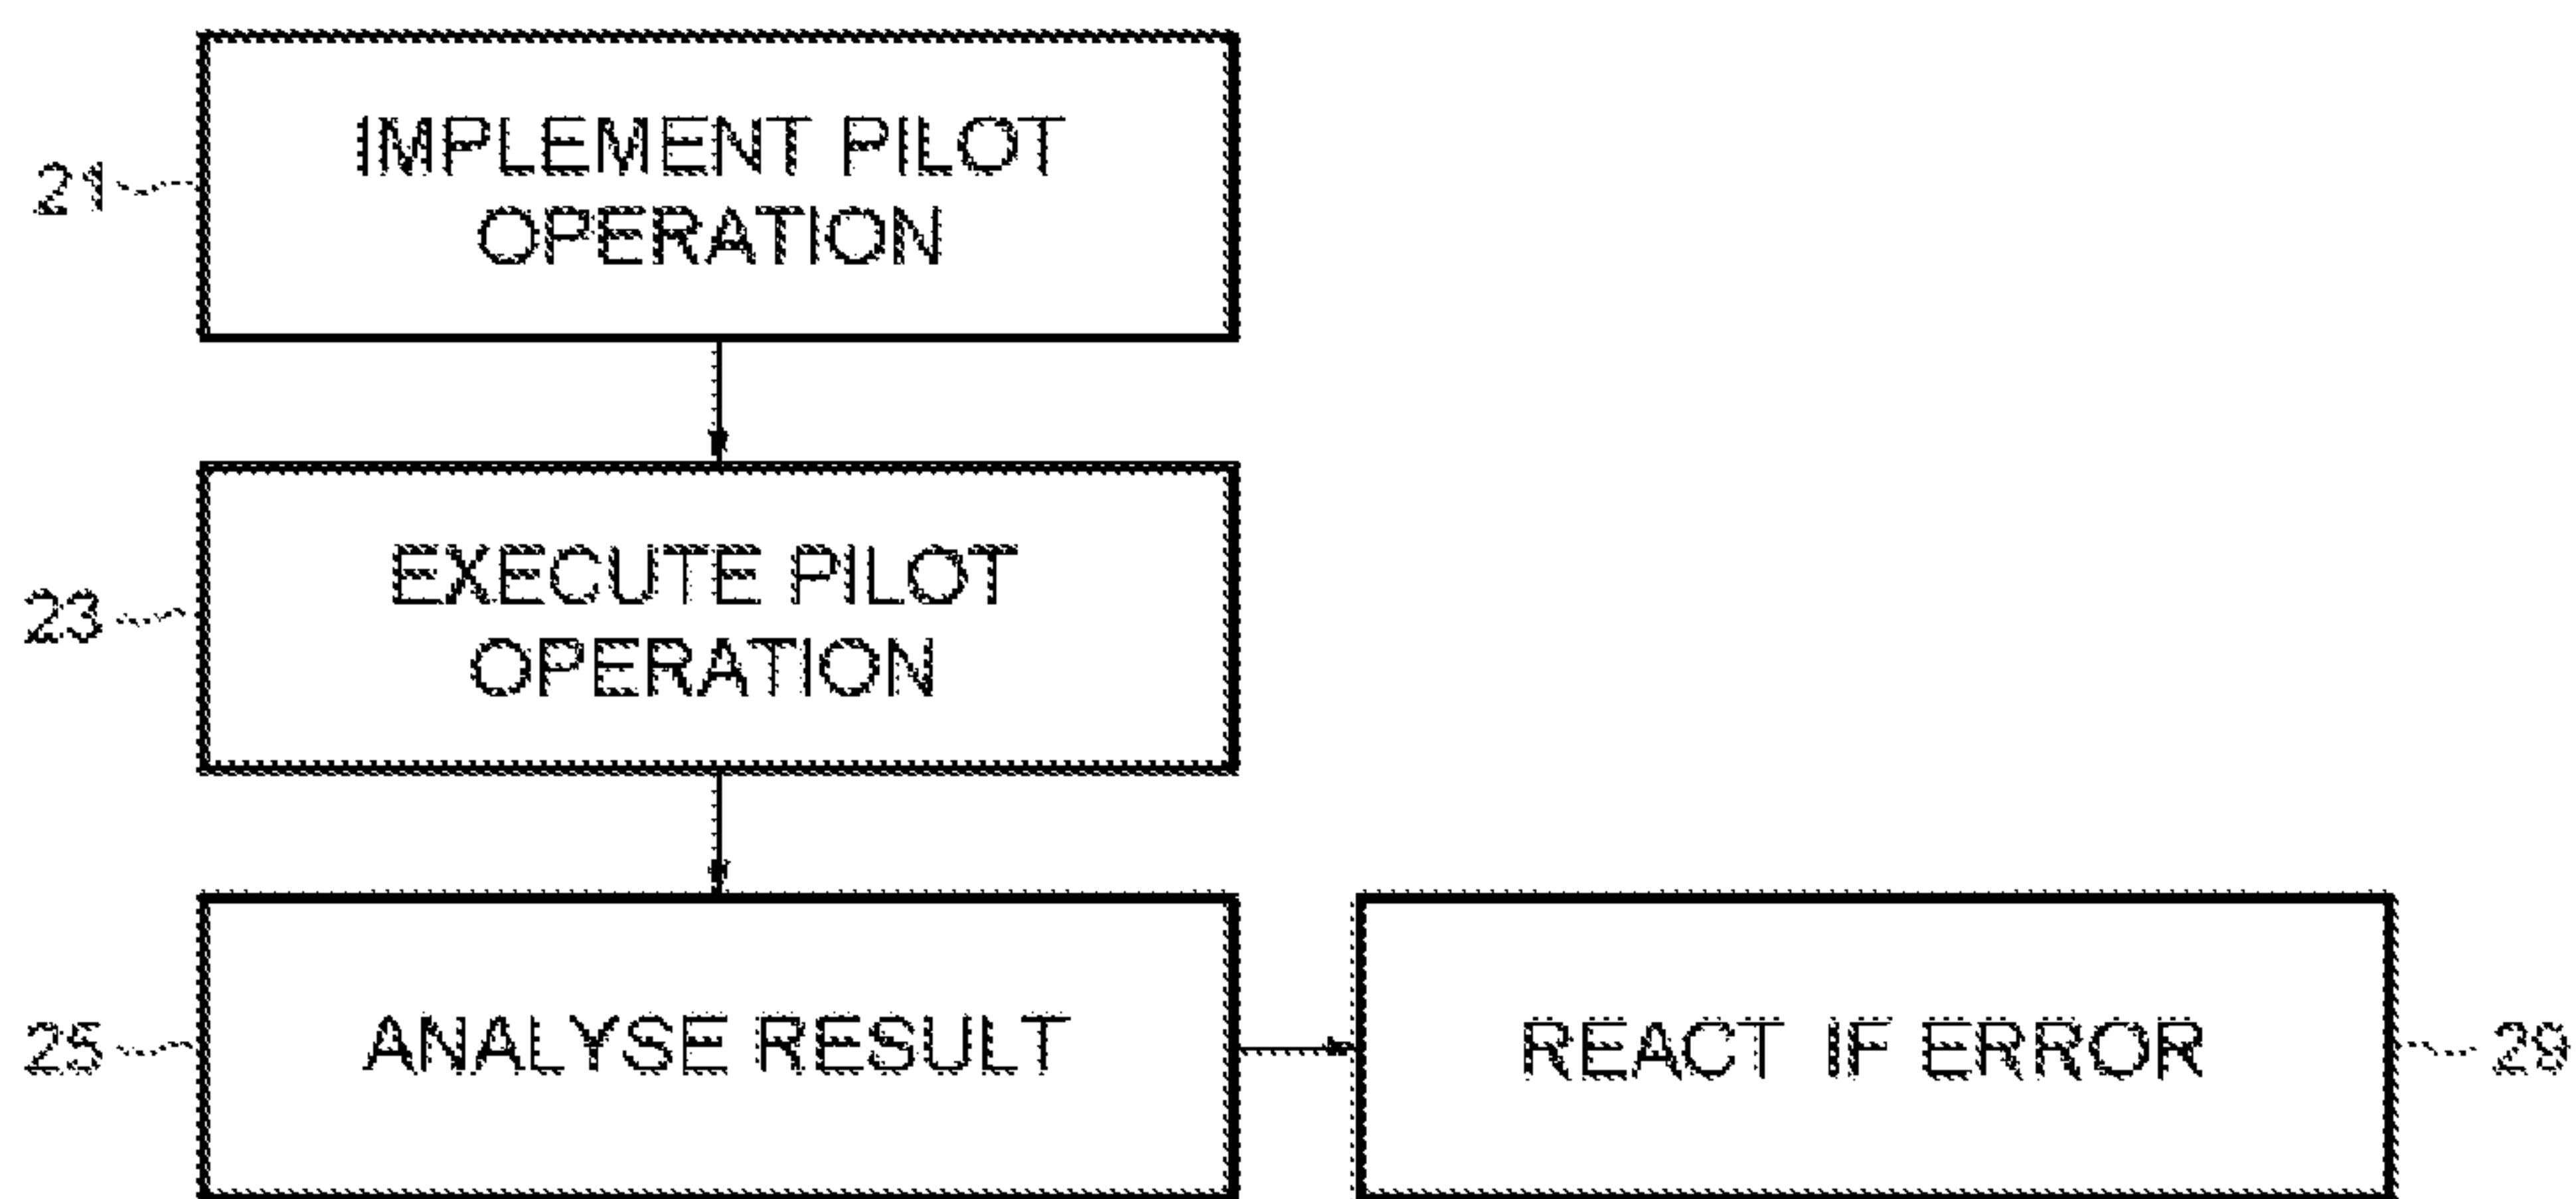 21
IMPLEMENT PILOT
OPERATION
23
EXECUTE PILOT
OPERATION
25
ANALYSE RESULT
REACT IF ERROR
29